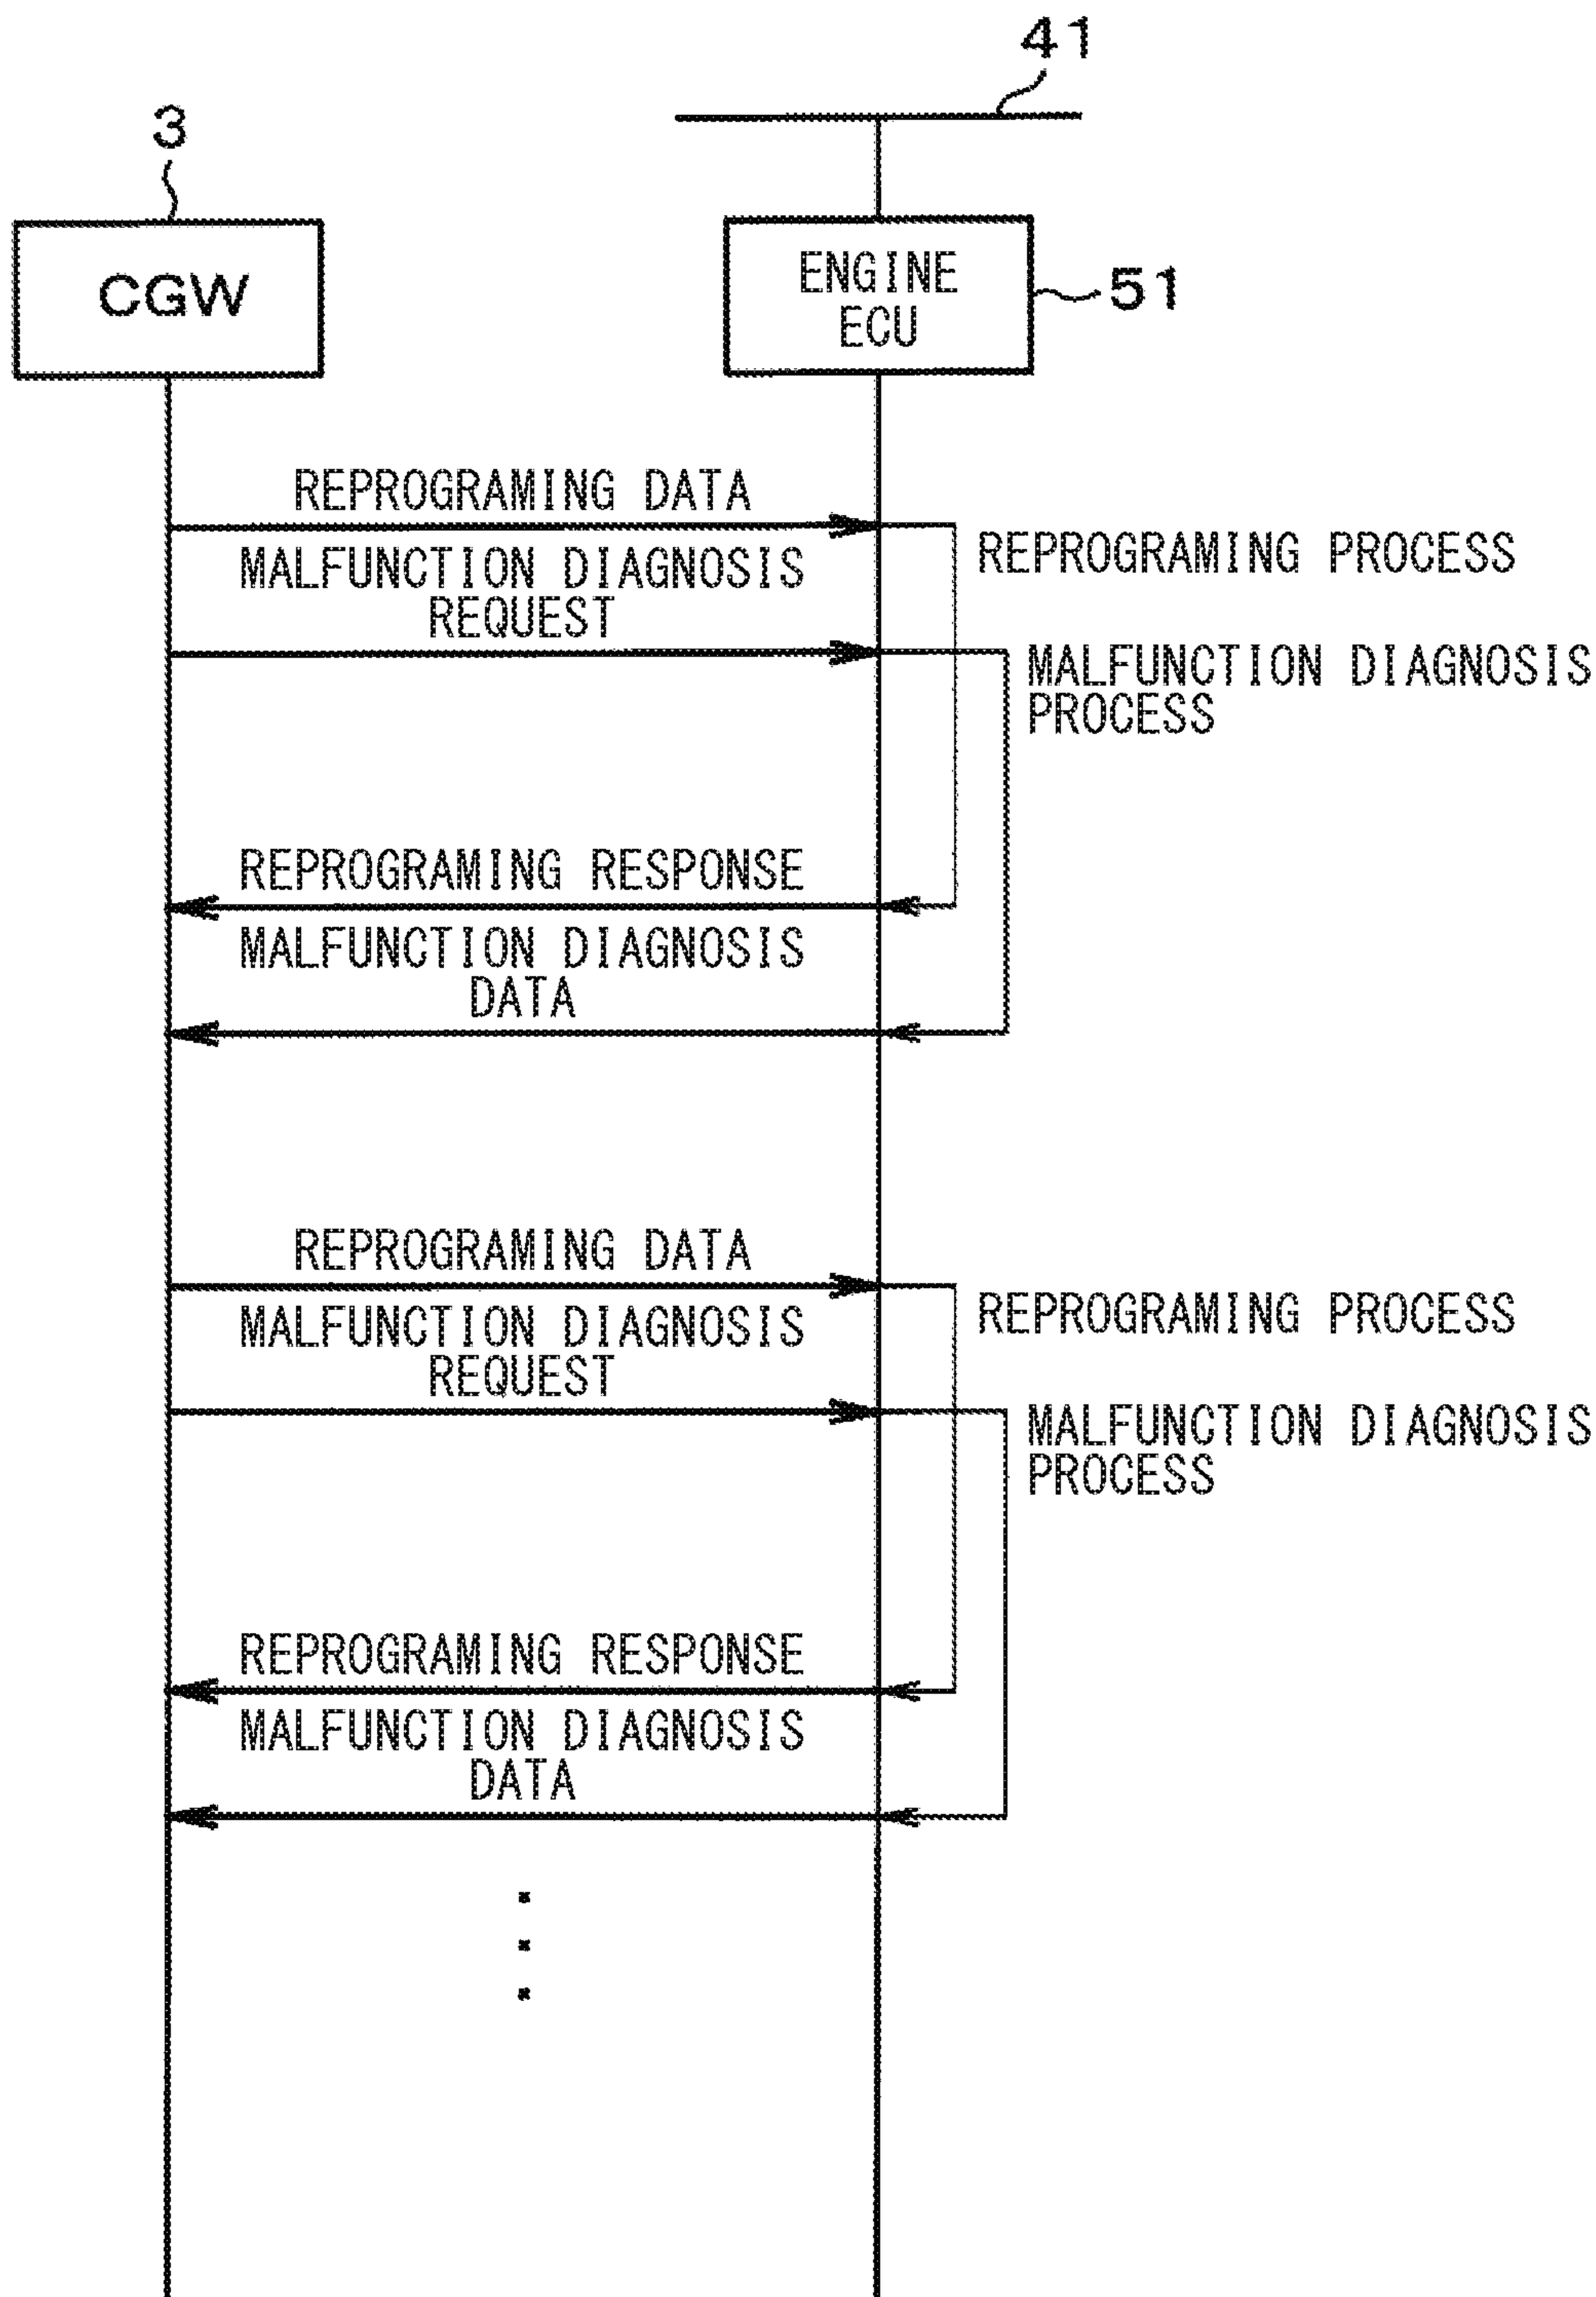 41
3
CGW
ENGINE
ECU
51
REPROGRAMING DATA
REPROGRAMING PROCESS
MALFUNCTION DIAGNOSIS
REQUEST
MALFUNCTION DIAGNOSIS
PROCESS
REPROGRAMING RESPONSE
MALFUNCTION DIAGNOSIS
DATA
REPROGRAMING DATA
REPROGRAMING PROCESS
MALFUNCTION DIAGNOSIS
REQUEST
MALFUNCTION DIAGNOSIS
PROCESS
REPROGRAMING RESPONSE
MALFUNCTION DIAGNOSIS
DATA